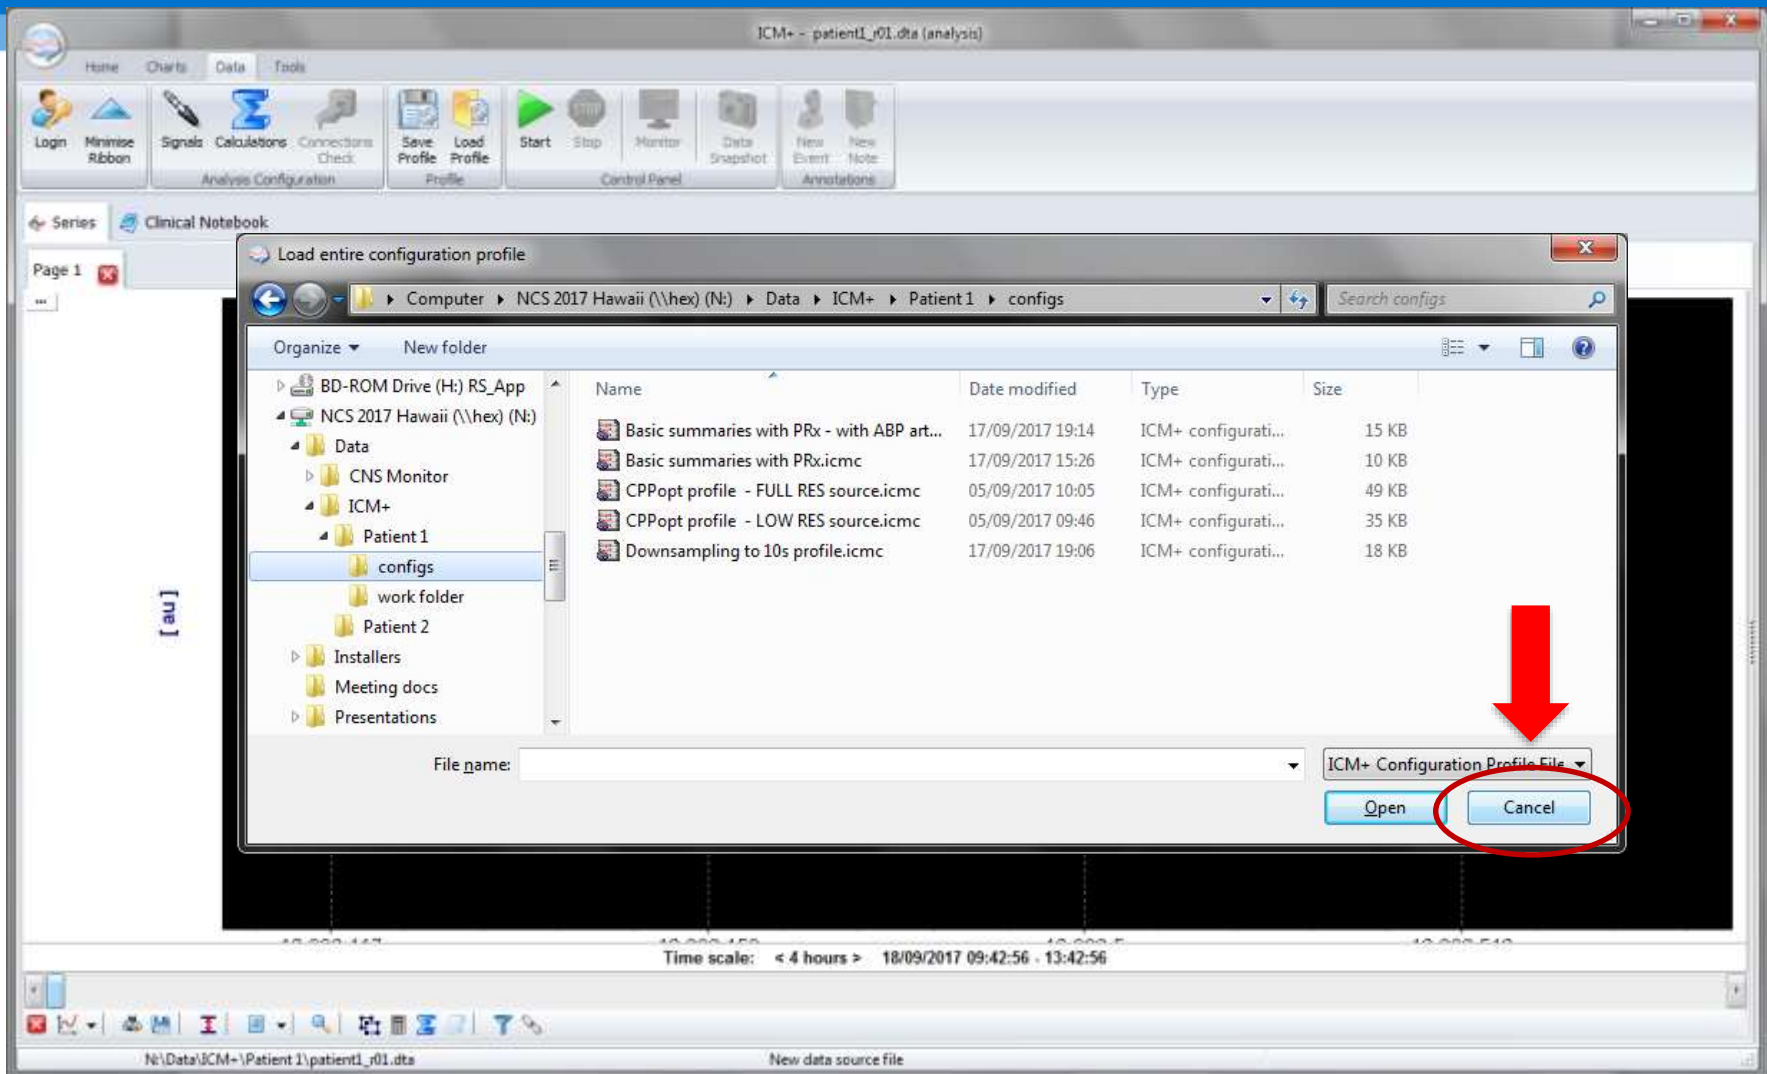 ICM+ - patient1_r01.dta (analysis)
Home Charts Data Tools
Login Minimise Ribbon Signals Calculations Connections Check Save Profile Load Profile Start Stop Monitor Data Snapshot New Event New Note
Analysis Configuration Profile Control Panel Annotations
Series Clinical Notebook
Page 1
...
Load entire configuration profile
Computer NCS 2017 Hawaii (\\hex) (N:) Data ICM+ Patient 1 configs
Search configs
Organize New folder
BD-ROM Drive (H:) RS_App
NCS 2017 Hawaii (\\hex) (N:)
Data
CNS Monitor
ICM+
Patient 1
configs
work folder
Patient 2
Installers
Meeting docs
Presentations
Name Date modified Type Size
Basic summaries with PRx - with ABP art... 17/09/2017 19:14 ICM+ configurati... 15 KB
Basic summaries with PRx.icmc 17/09/2017 15:26 ICM+ configurati... 10 KB
CPPopt profile - FULL RES source.icmc 05/09/2017 10:05 ICM+ configurati... 49 KB
CPPopt profile - LOW RES source.icmc 05/09/2017 09:46 ICM+ configurati... 35 KB
Downsampling to 10s profile.icmc 17/09/2017 19:06 ICM+ configurati... 18 KB
[ au ]
File name:
ICM+ Configuration Profile File
Open Cancel
Time scale: < 4 hours > 18/09/2017 09:42:56 - 13:42:56
N:\Data\ICM+\Patient 1\patient1_r01.dta
New data source file